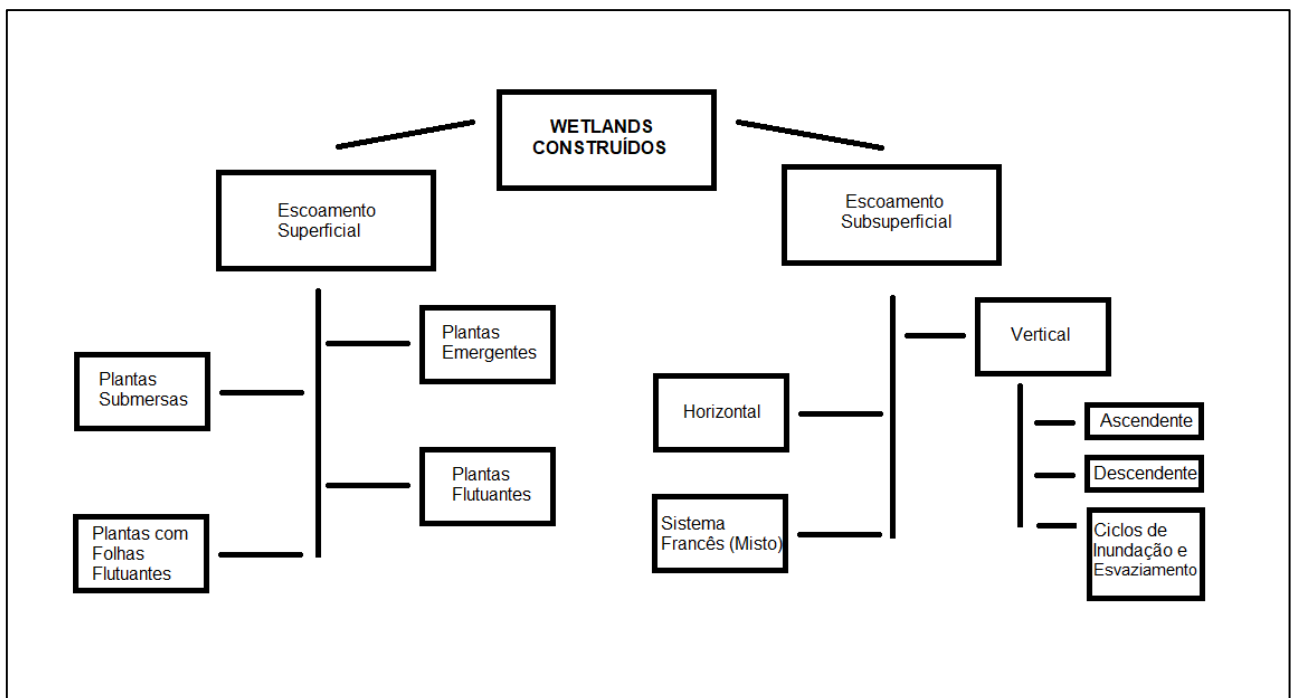 WETLANDS
CONSTRUÍDOS
Escoamento
Superficial
Plantas
Emergentes
Plantas
Submersas
Plantas
Flutuantes
Plantas com
Folhas
Flutuantes
Escoamento
Subsuperficial
Vertical
Horizontal
Ascendente
Descendente
Sistema
Francês (Misto)
Ciclos de
Inundação e
Esvaziamento